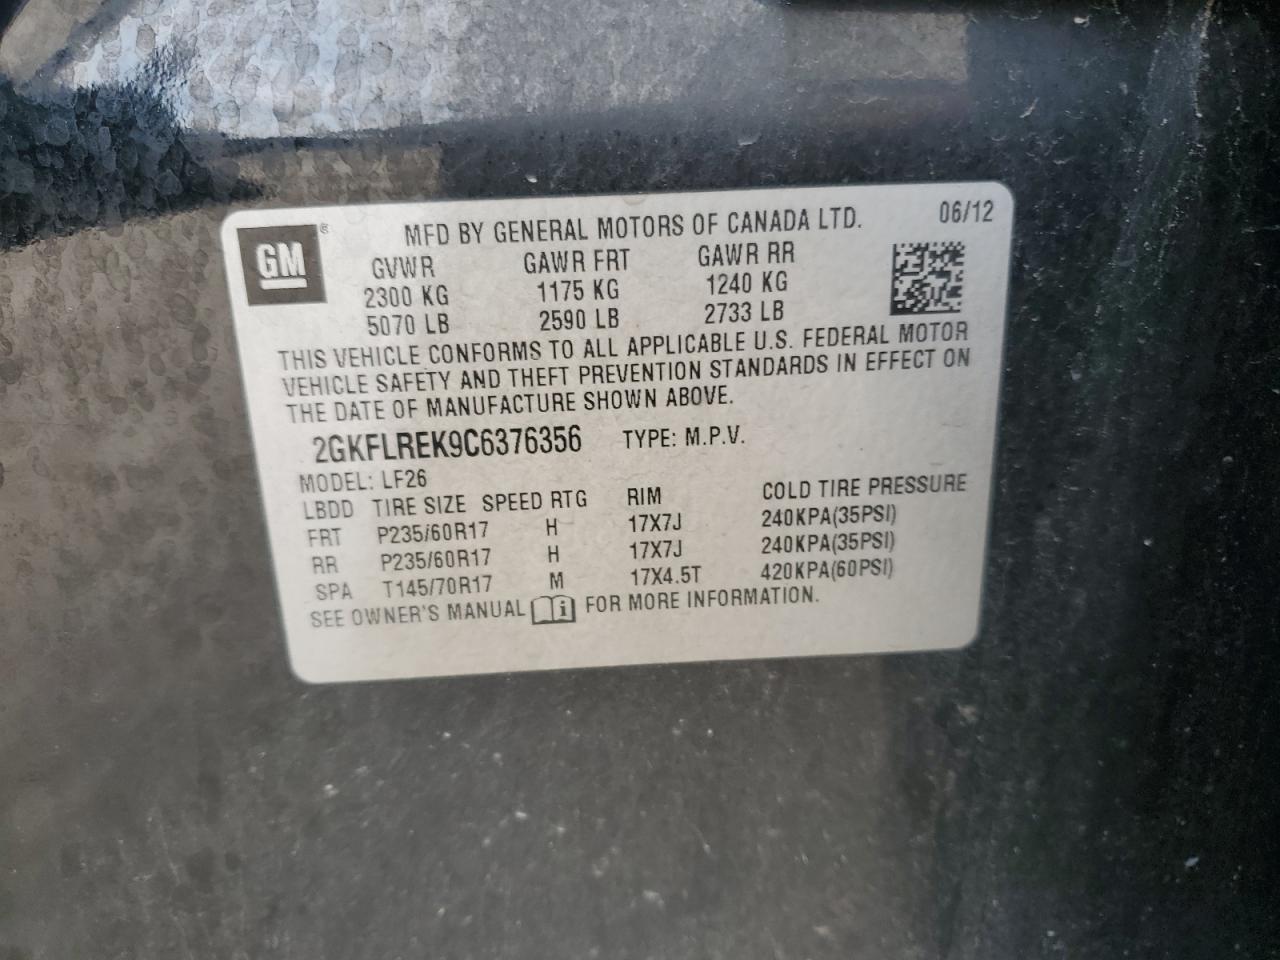 GM ®
MFD BY GENERAL MOTORS OF CANADA LTD. 06/12
GVWR GAWR FRT GAWR RR
2300 KG 1175 KG 1240 KG
5070 LB 2590 LB 2733 LB
THIS VEHICLE CONFORMS TO ALL APPLICABLE U.S. FEDERAL MOTOR
VEHICLE SAFETY AND THEFT PREVENTION STANDARDS IN EFFECT ON
THE DATE OF MANUFACTURE SHOWN ABOVE.
2GKFLREK9C6376356 TYPE: M.P.V.
MODEL: LF26
LBDD TIRE SIZE SPEED RTG RIM COLD TIRE PRESSURE
FRT P235/60R17 H 17X7J 240KPA(35PSI)
RR P235/60R17 H 17X7J 240KPA(35PSI)
SPA T145/70R17 M 17X4.5T 420KPA(60PSI)
SEE OWNER'S MANUAL i FOR MORE INFORMATION.